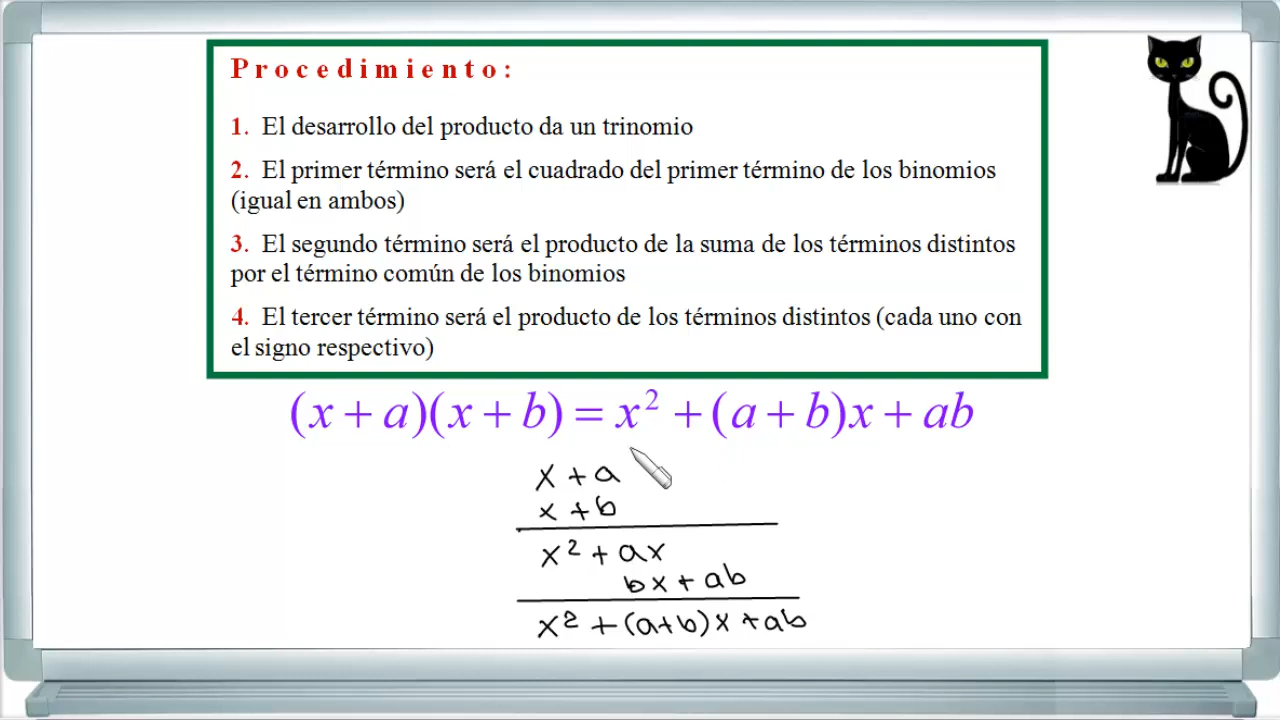 Procedimiento:
1. El desarrollo del producto da un trinomio
2. El primer término será el cuadrado del primer término de los binomios
(igual en ambos)
3. El segundo término será el producto de la suma de los términos distintos
por el término común de los binomios
4. El tercer término será el producto de los términos distintos (cada uno con
el signo respectivo)
(x + a)(x + b) = x² + (a + b)x + ab
x + a
x + b
x² + ax
bx + ab
x² + (a+b)x + ab